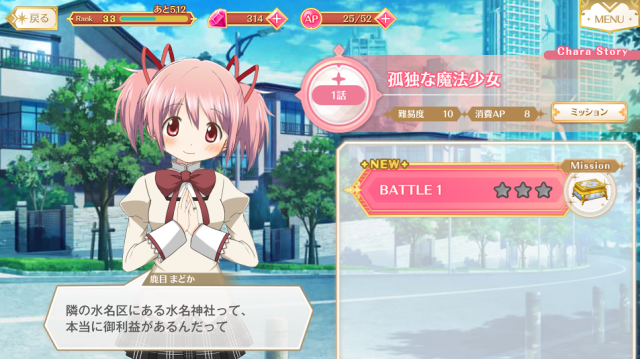 戻る
Rank 33
あと512
314
AP 25/52
MENU
Chara Story
1話
孤独な魔法少女
難易度 10 消費AP 8
ミッション
NEW
BATTLE 1
Mission
鹿目 まどか
隣の水名区にある水名神社って、
本当に御利益があるんだって